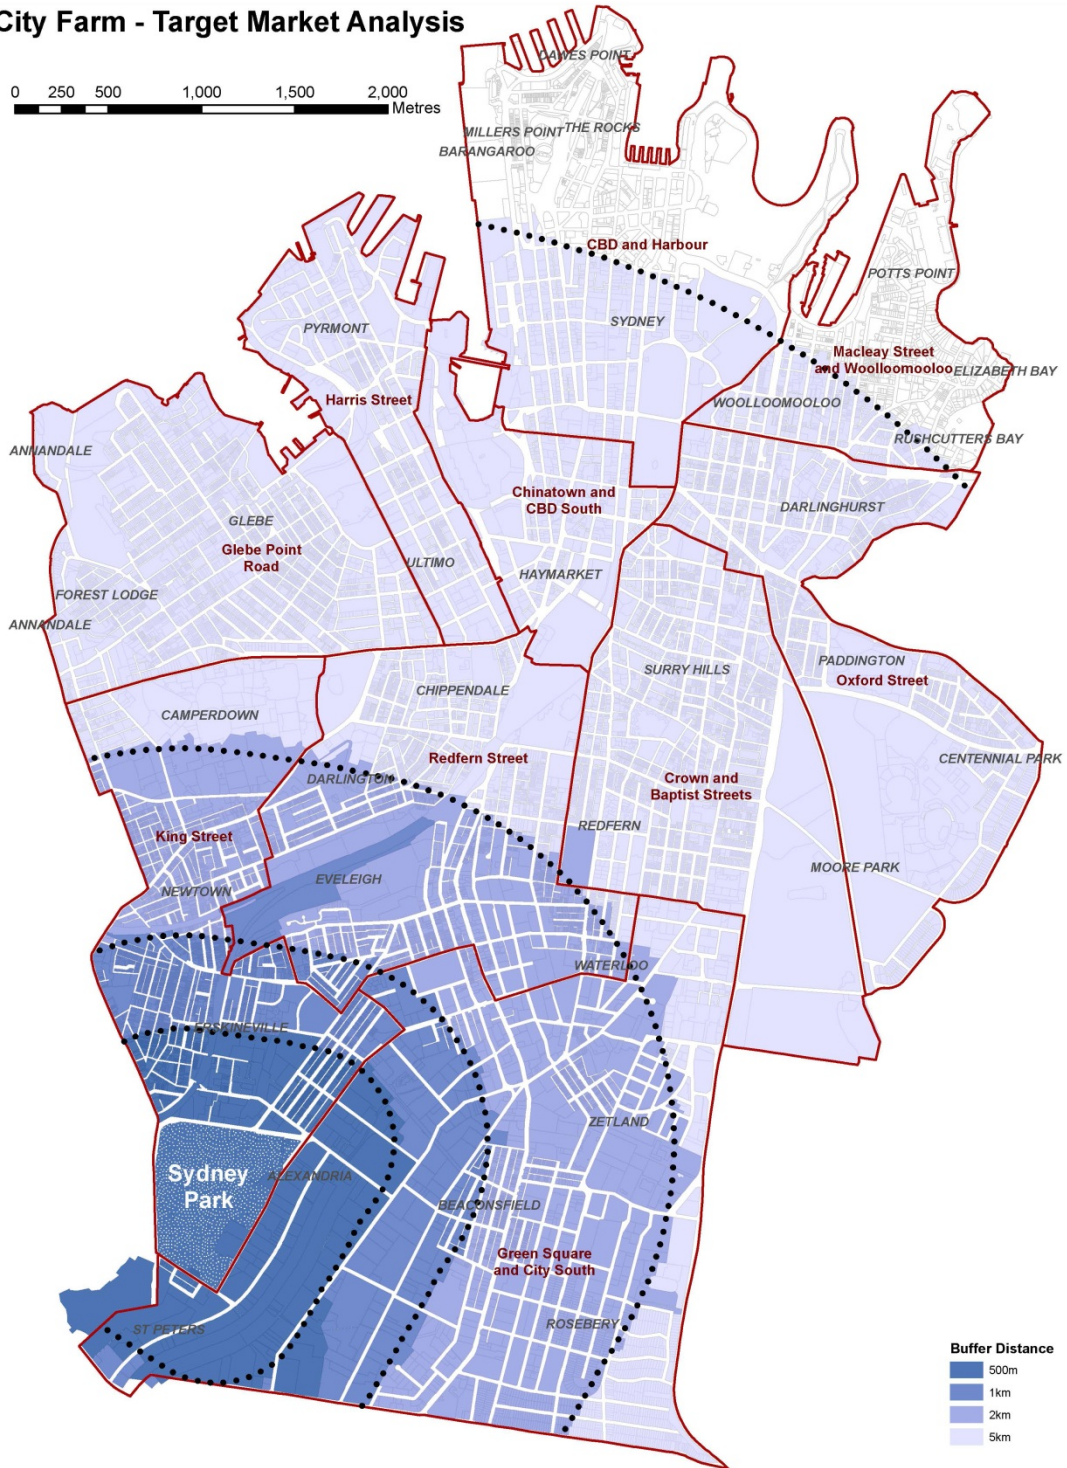 City Farm - Target Market Analysis
0 250 500 1,000 1,500 2,000
Metres
DAWES POINT
MILLERS POINT
THE ROCKS
BARANGAROO
CBD and Harbour
POTTS POINT
SYDNEY
PYRMONT
Macleay Street
and Woolloomooloo
ELIZABETH BAY
Harris Street
WOOLLOOMOOLOO
RUSHCUTTERS BAY
ANNANDALE
Chinatown and
CBD South
DARLINGHURST
GLEBE
Glebe Point
Road
ULTIMO
HAYMARKET
FOREST LODGE
ANNANDALE
SURRY HILLS
PADDINGTON
Oxford Street
CHIPPENDALE
CAMPERDOWN
Redfern Street
CENTENNIAL PARK
DARLINGTON
Crown and
Baptist Streets
REDFERN
King Street
MOORE PARK
EVELEIGH
NEWTOWN
WATERLOO
ERSKINEVILLE
ZETLAND
Sydney
Park
ALEXANDRIA
BEACONSFIELD
Green Square
and City South
ROSEBERY
ST PETERS
Buffer Distance
500m
1km
2km
5km